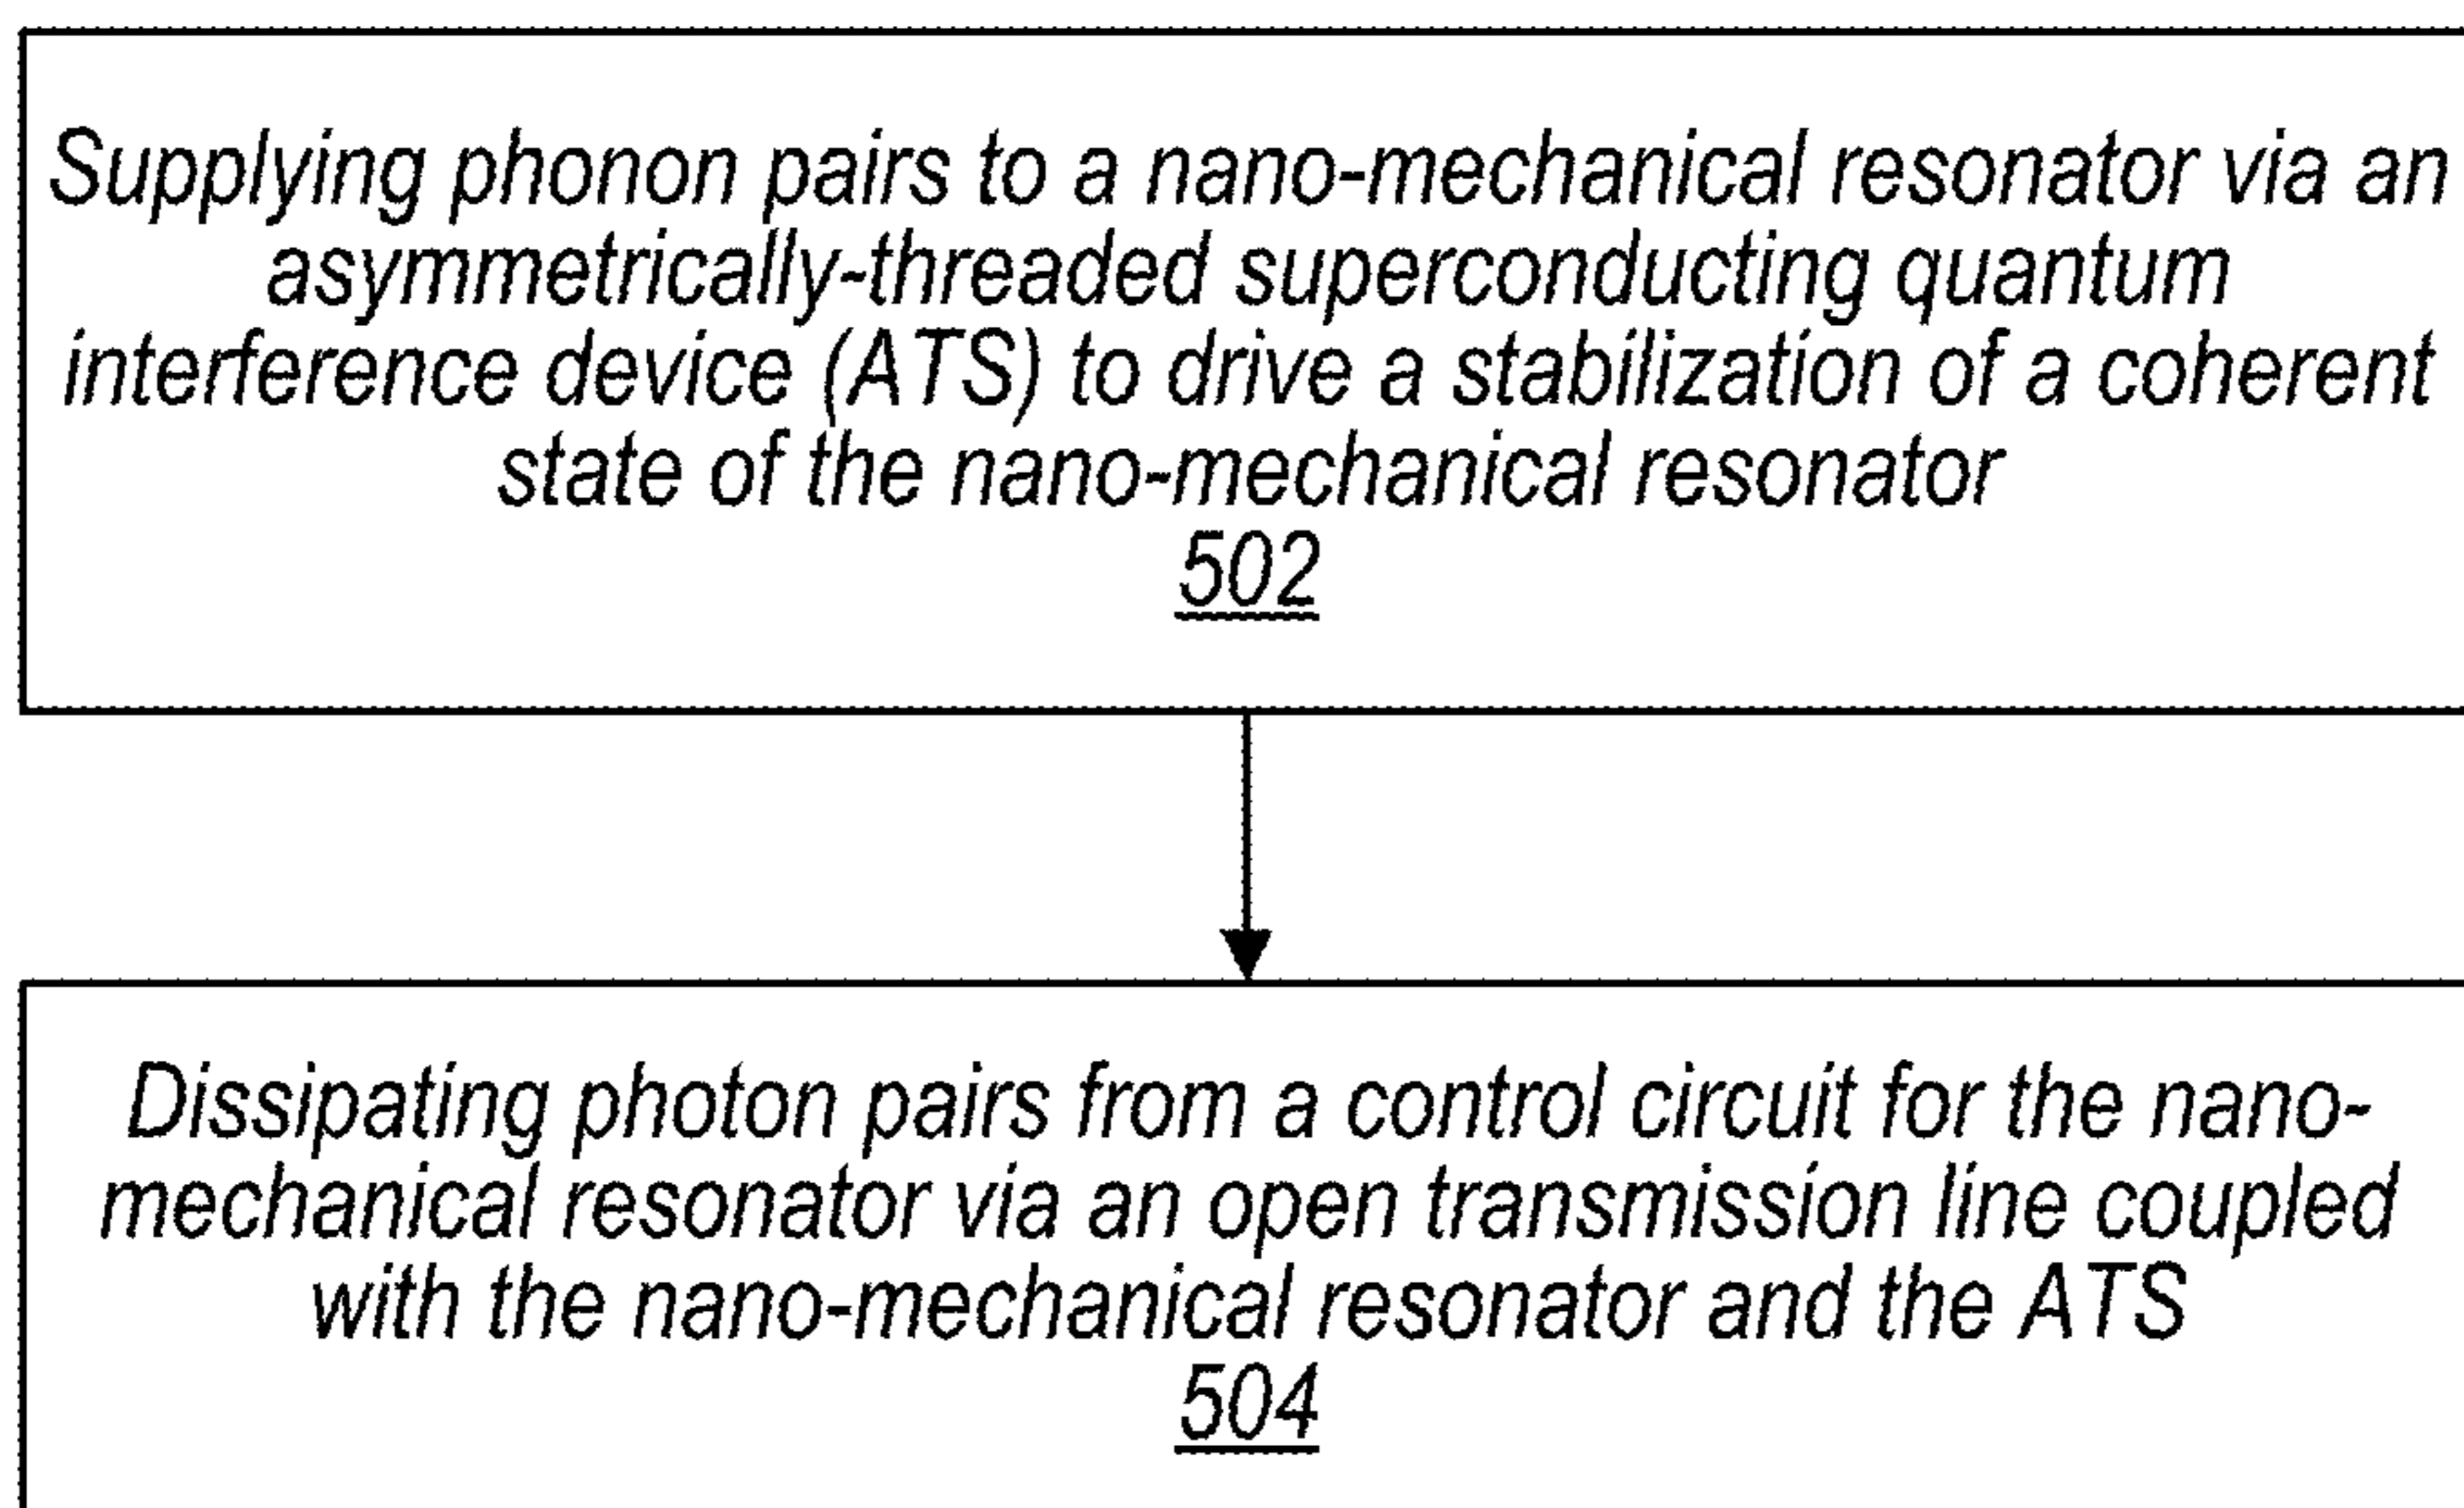 Supplying phonon pairs to a nano-mechanical resonator via an
asymmetrically-threaded superconducting quantum
interference device (ATS) to drive a stabilization of a coherent
state of the nano-mechanical resonator
502
Dissipating photon pairs from a control circuit for the nano-
mechanical resonator via an open transmission line coupled
with the nano-mechanical resonator and the ATS
504